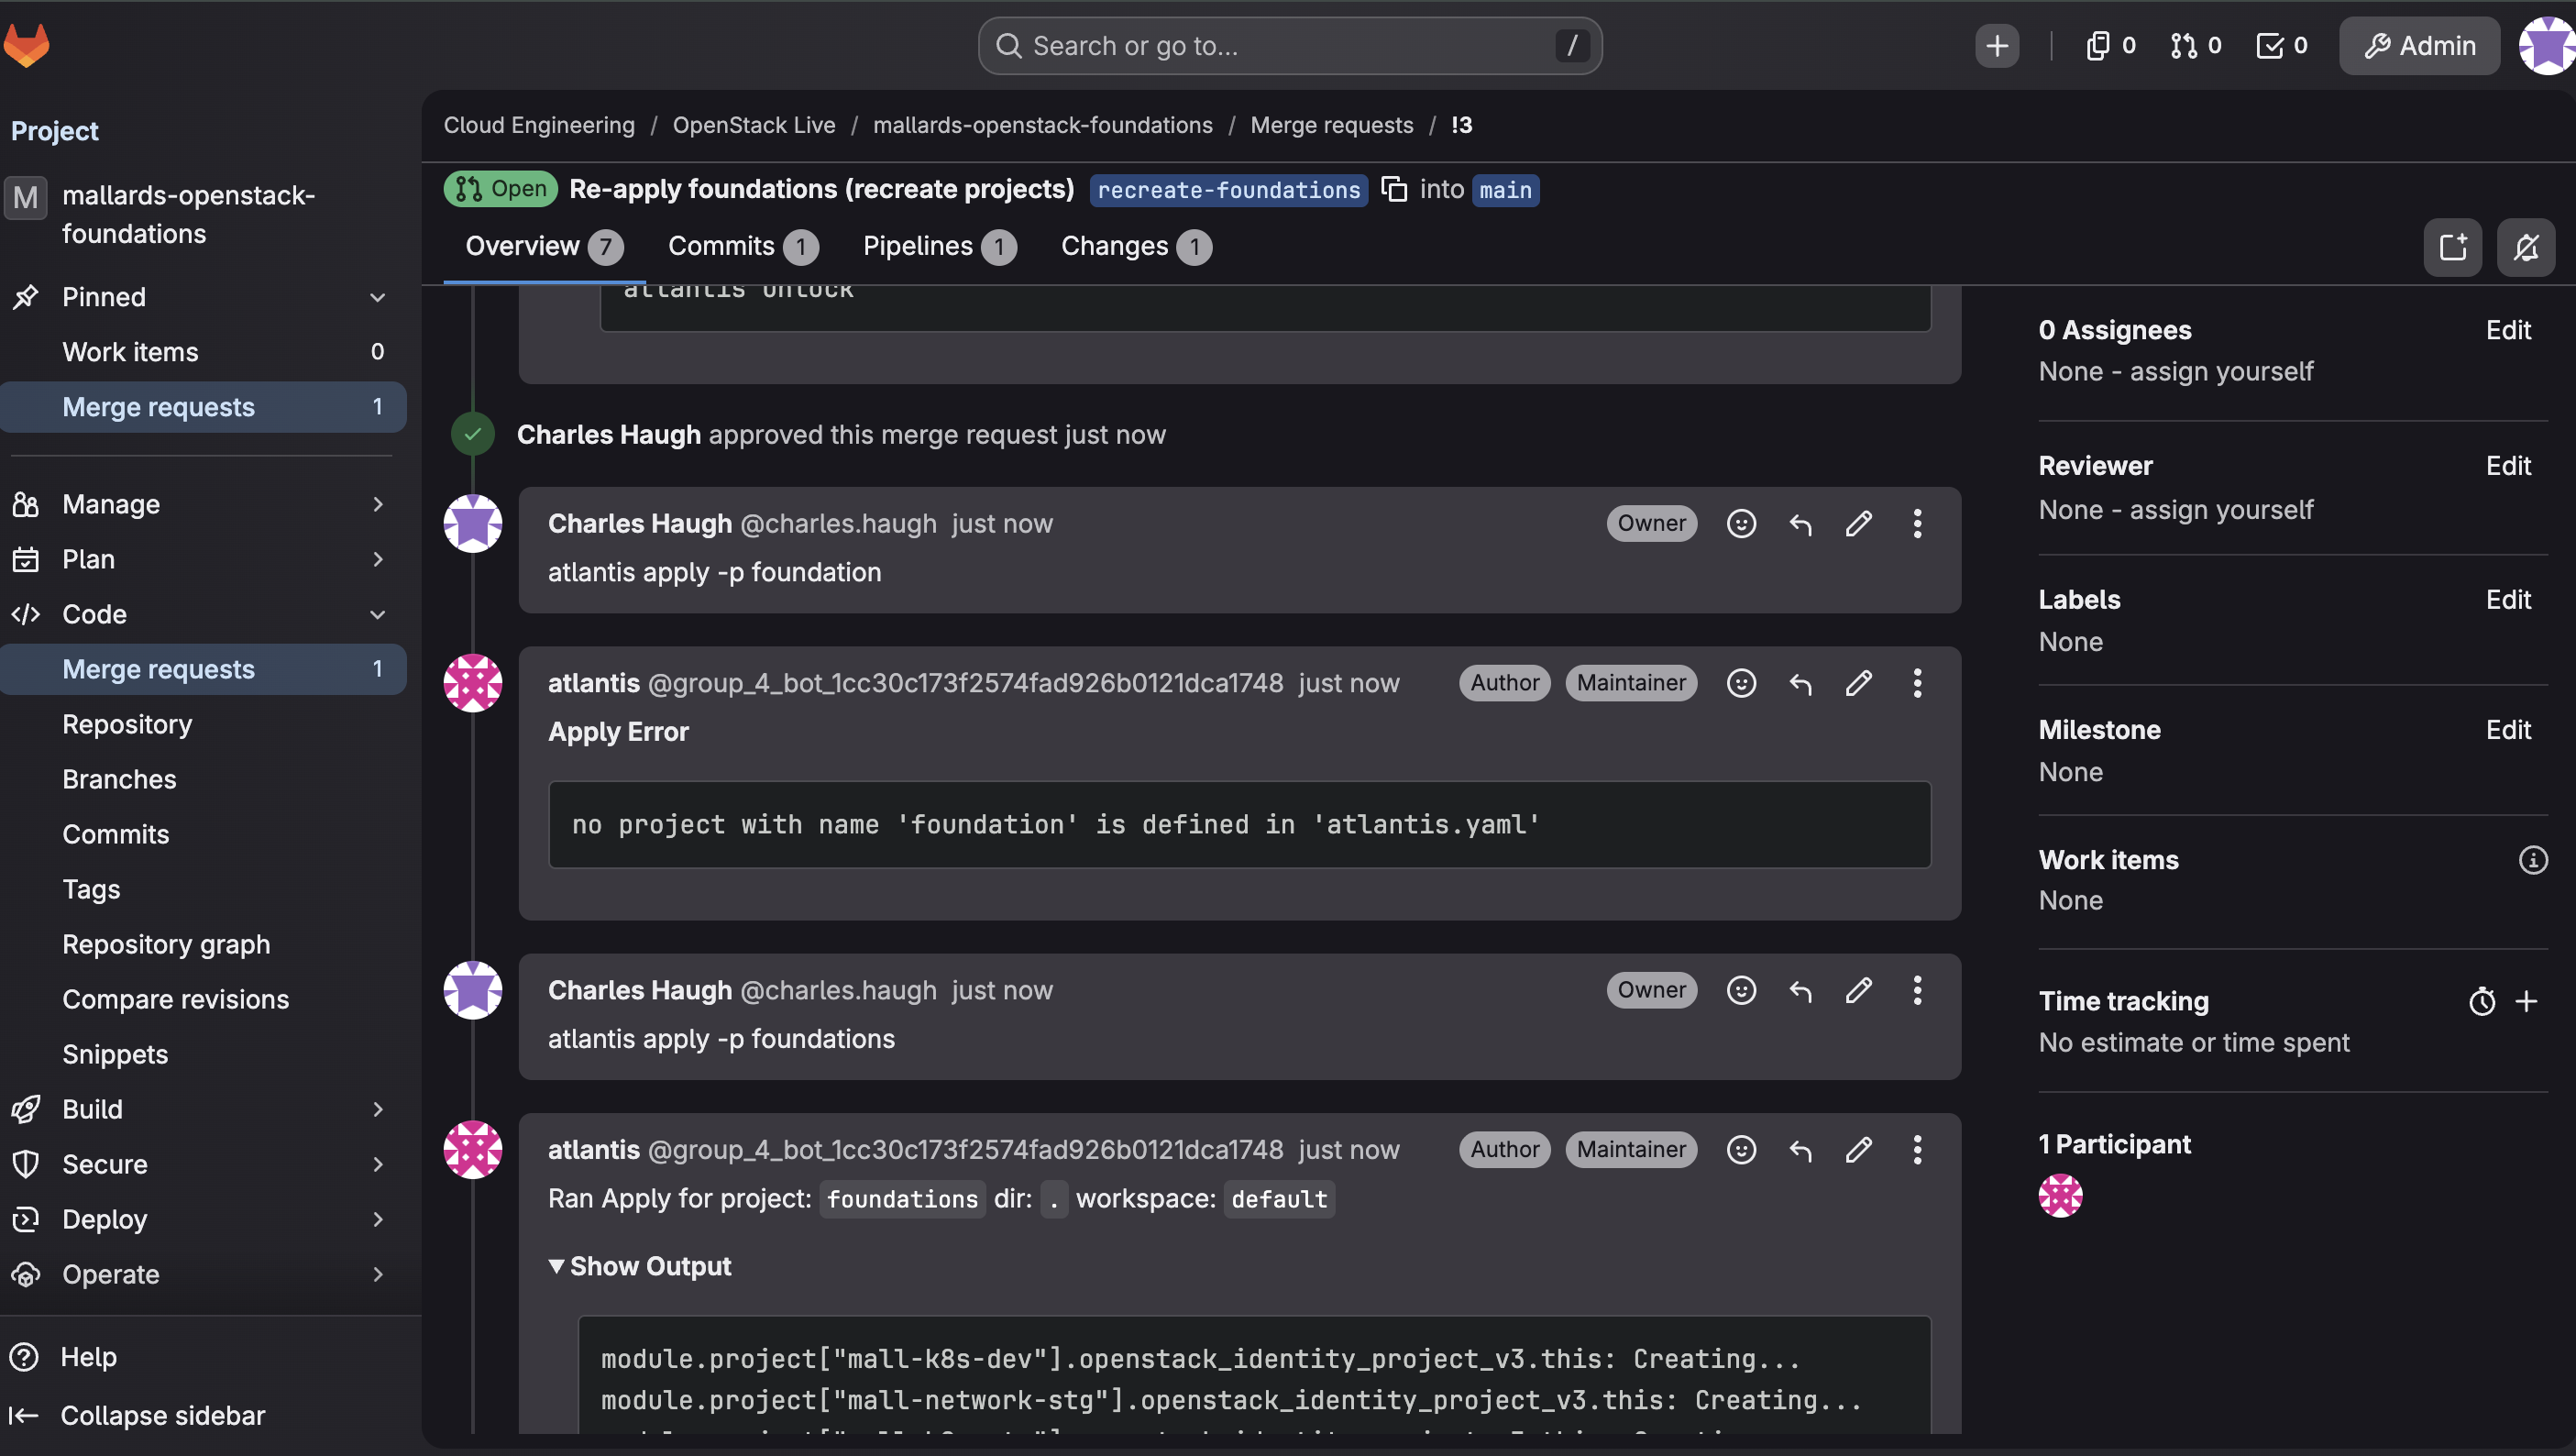 Search or go to...
/
0
0
0
Admin
Project
M
mallards-openstack-
foundations
Pinned
Work items 0
Merge requests 1
Manage
Plan
Code
Merge requests 1
Repository
Branches
Commits
Tags
Repository graph
Compare revisions
Snippets
Build
Secure
Deploy
Operate
Help
Collapse sidebar
Cloud Engineering / OpenStack Live / mallards-openstack-foundations / Merge requests / !3
Open Re-apply foundations (recreate projects) recreate-foundations into main
Overview 7 Commits 1 Pipelines 1 Changes 1
atlantis unlock
Charles Haugh approved this merge request just now
Charles Haugh @charles.haugh just now Owner
atlantis apply -p foundation
atlantis @group_4_bot_1cc30c173f2574fad926b0121dca1748 just now Author Maintainer
Apply Error
no project with name 'foundation' is defined in 'atlantis.yaml'
Charles Haugh @charles.haugh just now Owner
atlantis apply -p foundations
atlantis @group_4_bot_1cc30c173f2574fad926b0121dca1748 just now Author Maintainer
Ran Apply for project: foundations dir: . workspace: default
Show Output
module.project["mall-k8s-dev"].openstack_identity_project_v3.this: Creating...
module.project["mall-network-stg"].openstack_identity_project_v3.this: Creating...
0 Assignees Edit
None - assign yourself
Reviewer Edit
None - assign yourself
Labels Edit
None
Milestone Edit
None
Work items
None
Time tracking
No estimate or time spent
1 Participant